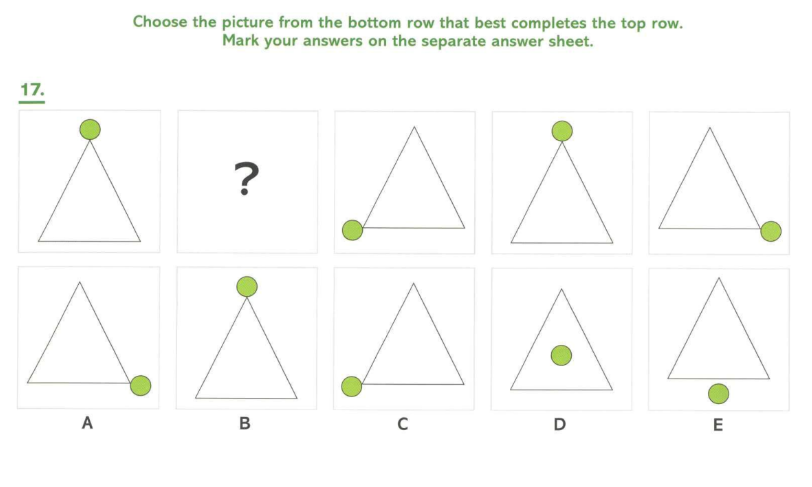 Choose the picture from the bottom row that best completes the top row.
Mark your answers on the separate answer sheet.
17.
?
A B C D E